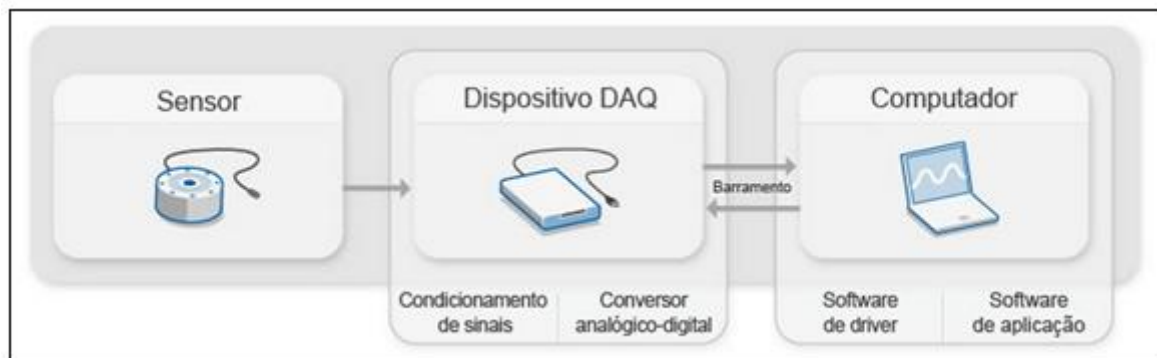 Sensor
Dispositivo DAQ
Computador
Barramento
Condicionamento
de sinais
Conversor
analógico-digital
Software
de driver
Software
de aplicação